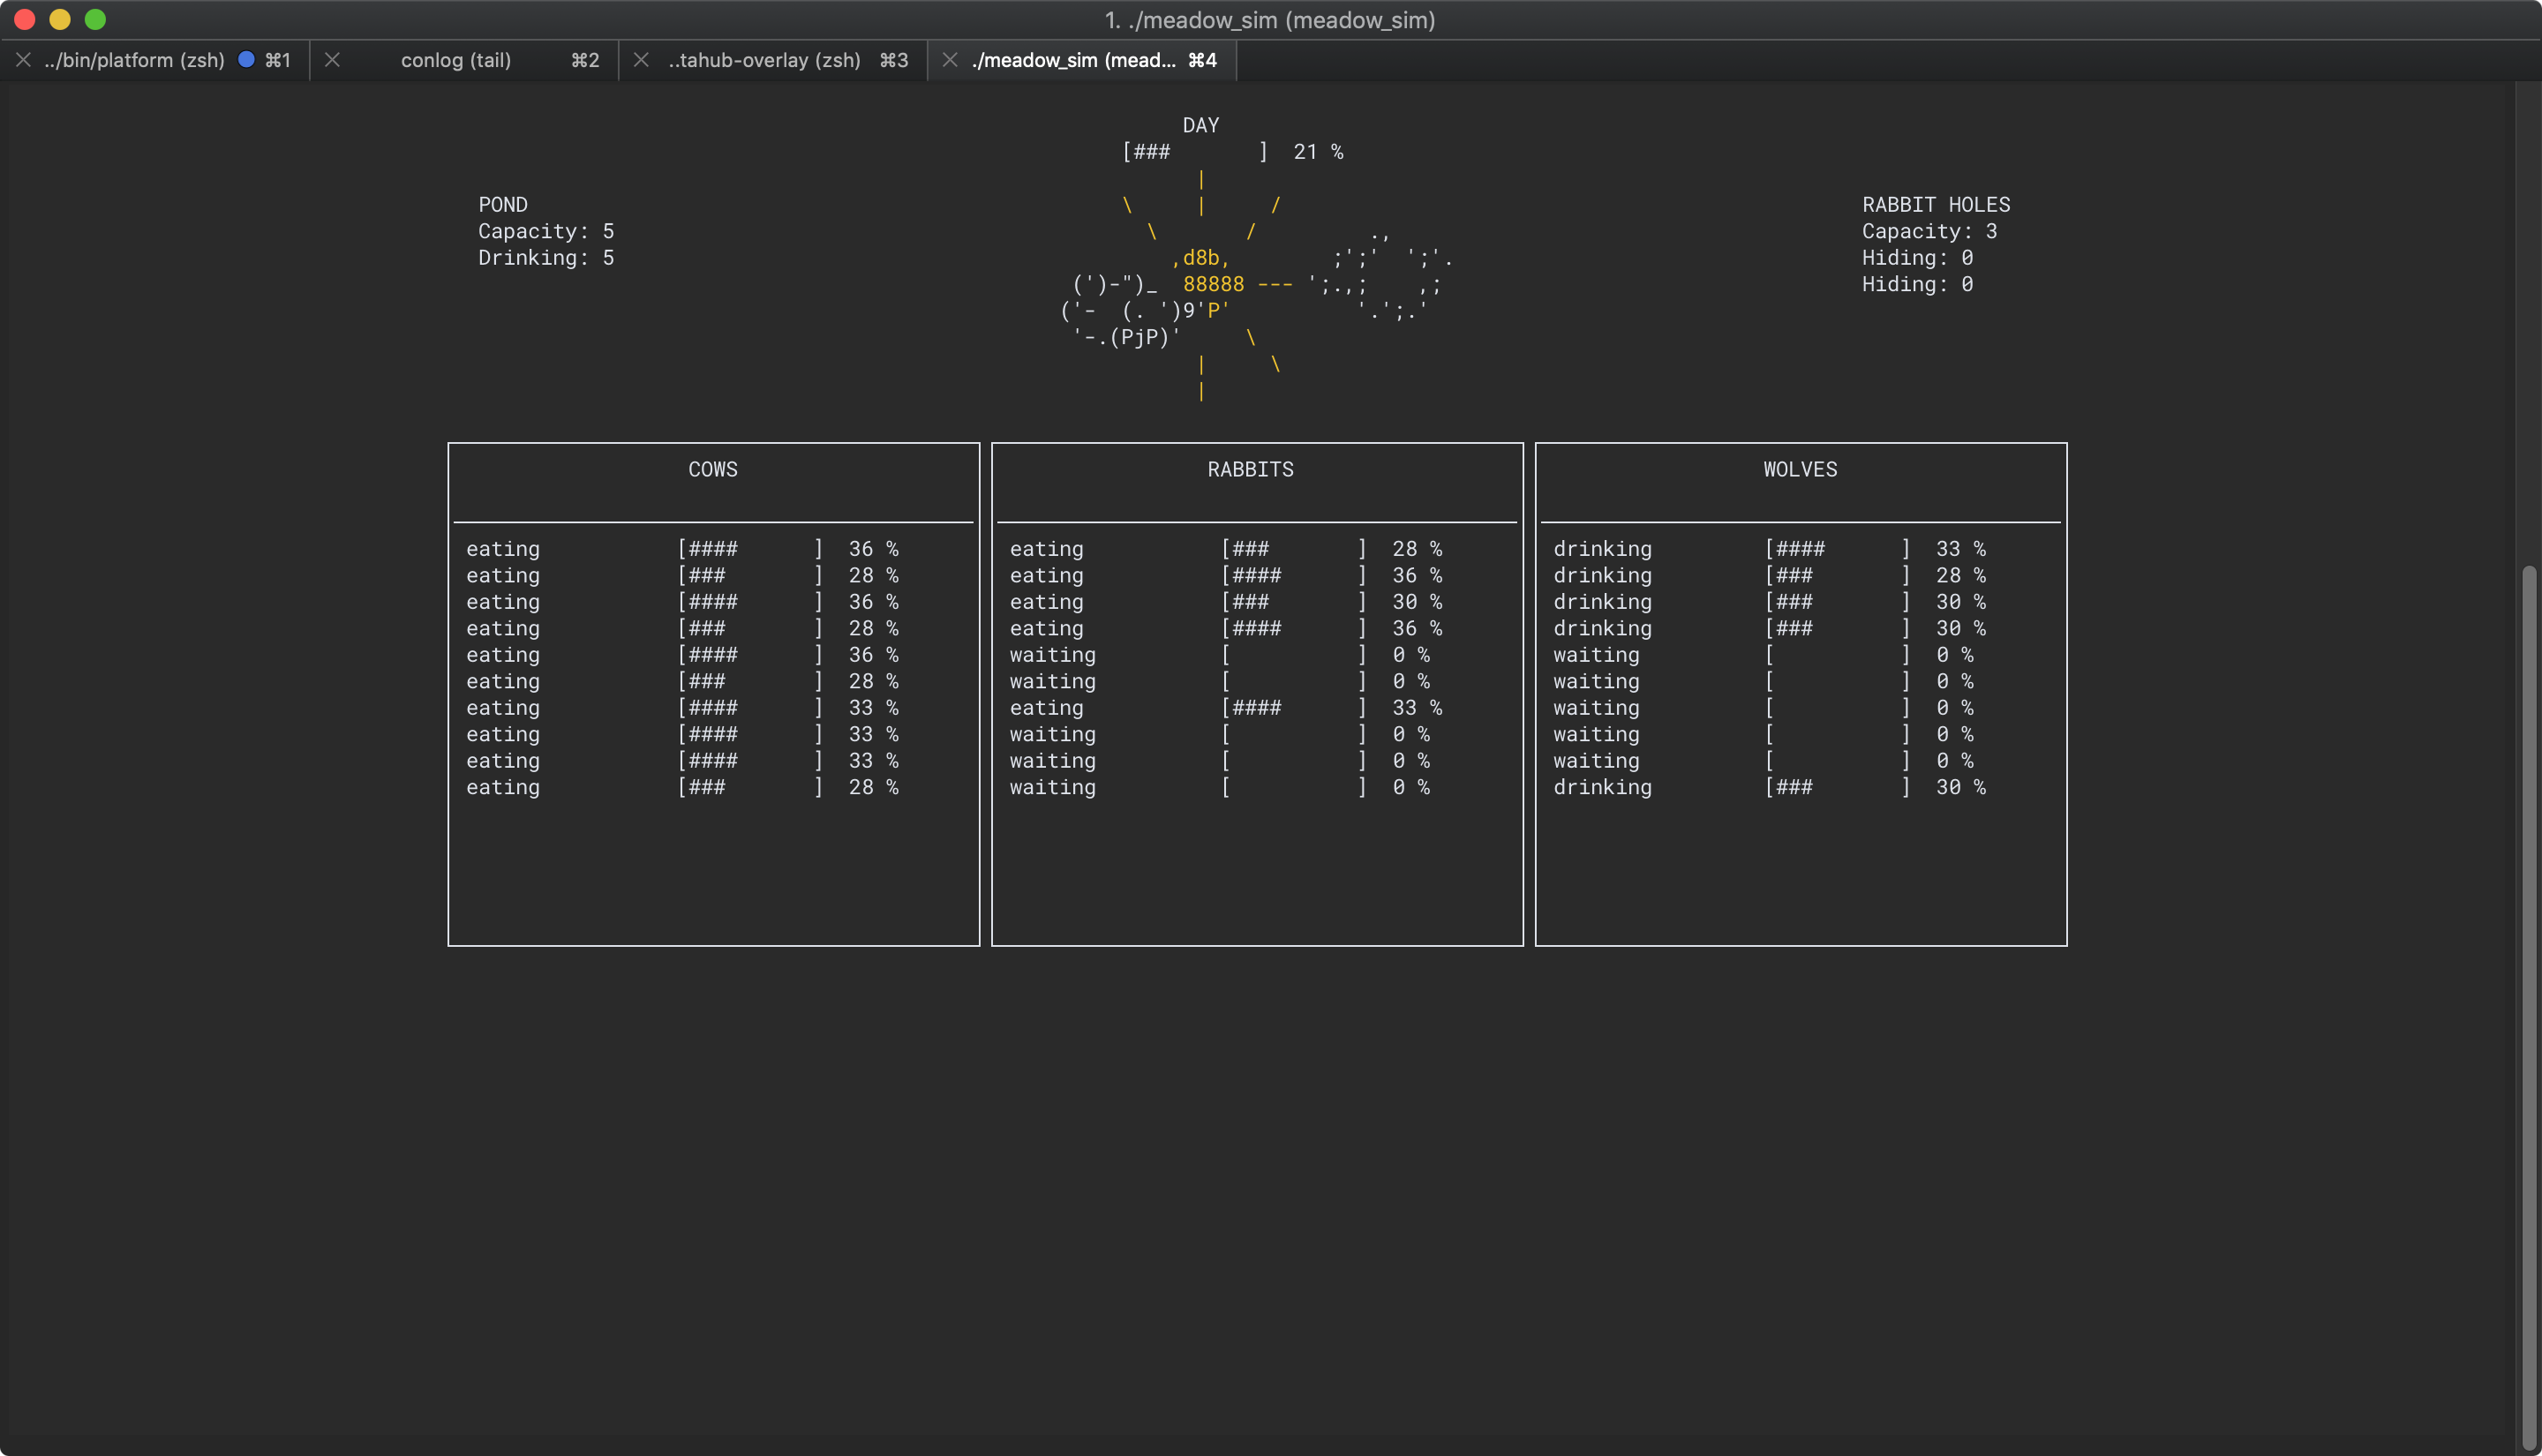 1. ./meadow_sim (meadow_sim)
../bin/platform (zsh) ⌘1 conlog (tail) ⌘2 ..tahub-overlay (zsh) ⌘3 ./meadow_sim (mead... ⌘4
DAY
[### ] 21 %
|
POND \ | / RABBIT HOLES
Capacity: 5 \ / ., Capacity: 3
Drinking: 5 ,d8b, ;';' ';'. Hiding: 0
(')-")_ 88888 --- ';.,; ,; Hiding: 0
('- (. ')9'P' '.';.'
'-.(PjP)' \
| \
|
COWS RABBITS WOLVES
eating [#### ] 36 % eating [### ] 28 % drinking [#### ] 33 %
eating [### ] 28 % eating [#### ] 36 % drinking [### ] 28 %
eating [#### ] 36 % eating [### ] 30 % drinking [### ] 30 %
eating [### ] 28 % eating [#### ] 36 % drinking [### ] 30 %
eating [#### ] 36 % waiting [ ] 0 % waiting [ ] 0 %
eating [### ] 28 % waiting [ ] 0 % waiting [ ] 0 %
eating [#### ] 33 % eating [#### ] 33 % waiting [ ] 0 %
eating [#### ] 33 % waiting [ ] 0 % waiting [ ] 0 %
eating [#### ] 33 % waiting [ ] 0 % waiting [ ] 0 %
eating [### ] 28 % waiting [ ] 0 % drinking [### ] 30 %